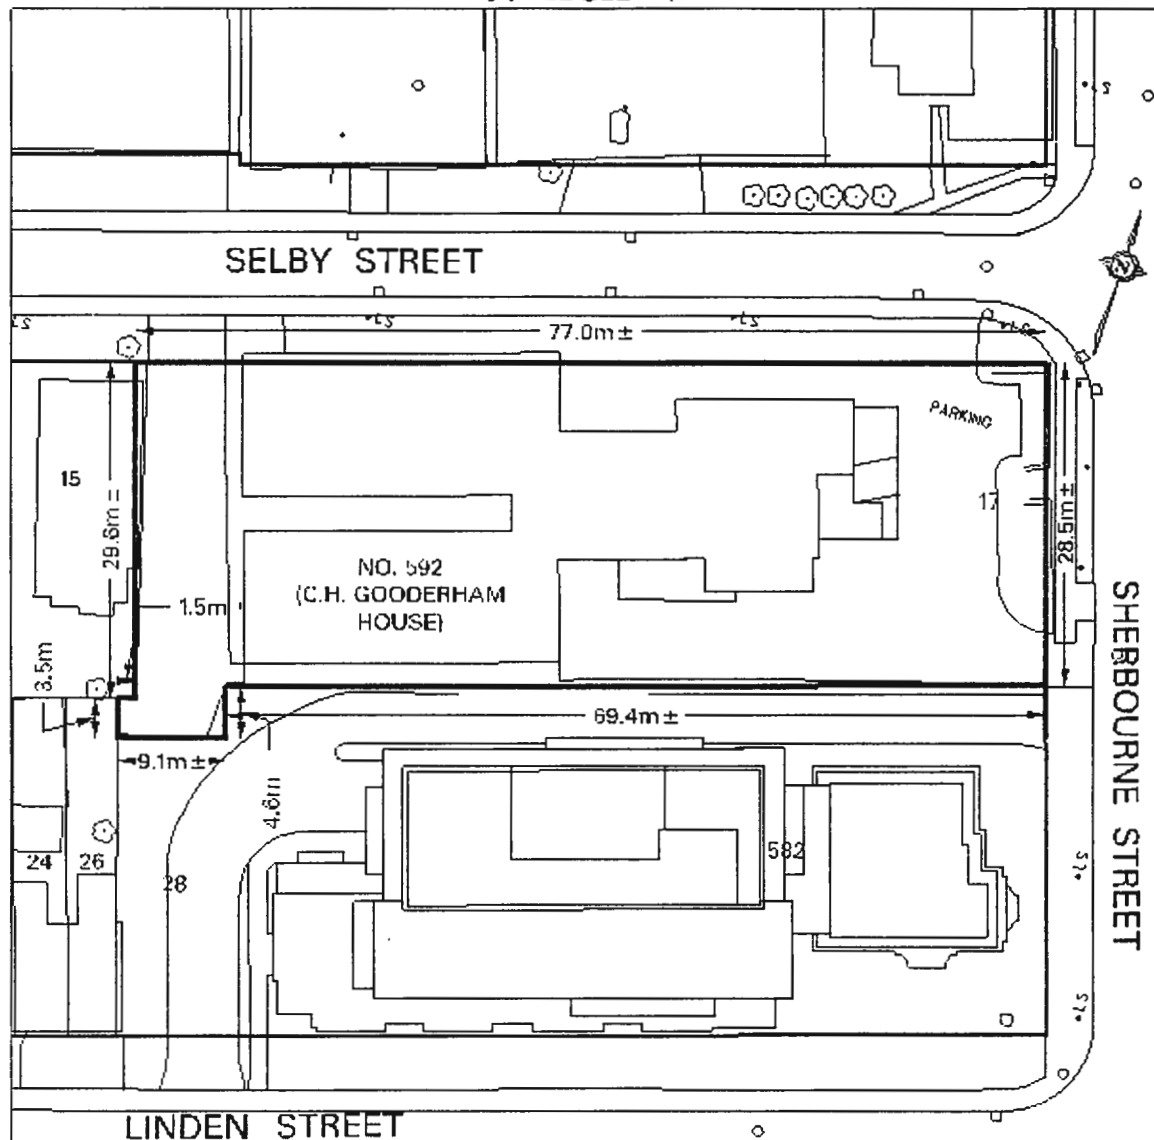 SELBY STREET
77.0m±
PARKING
15
29.6m±
17
28.5m±
NO. 592
(C.H. GOODERHAM
HOUSE)
1.5m
3.5m
69.4m±
9.1m±
4.6m
SHERBOURNE STREET
24
26
28
582
LINDEN STREET